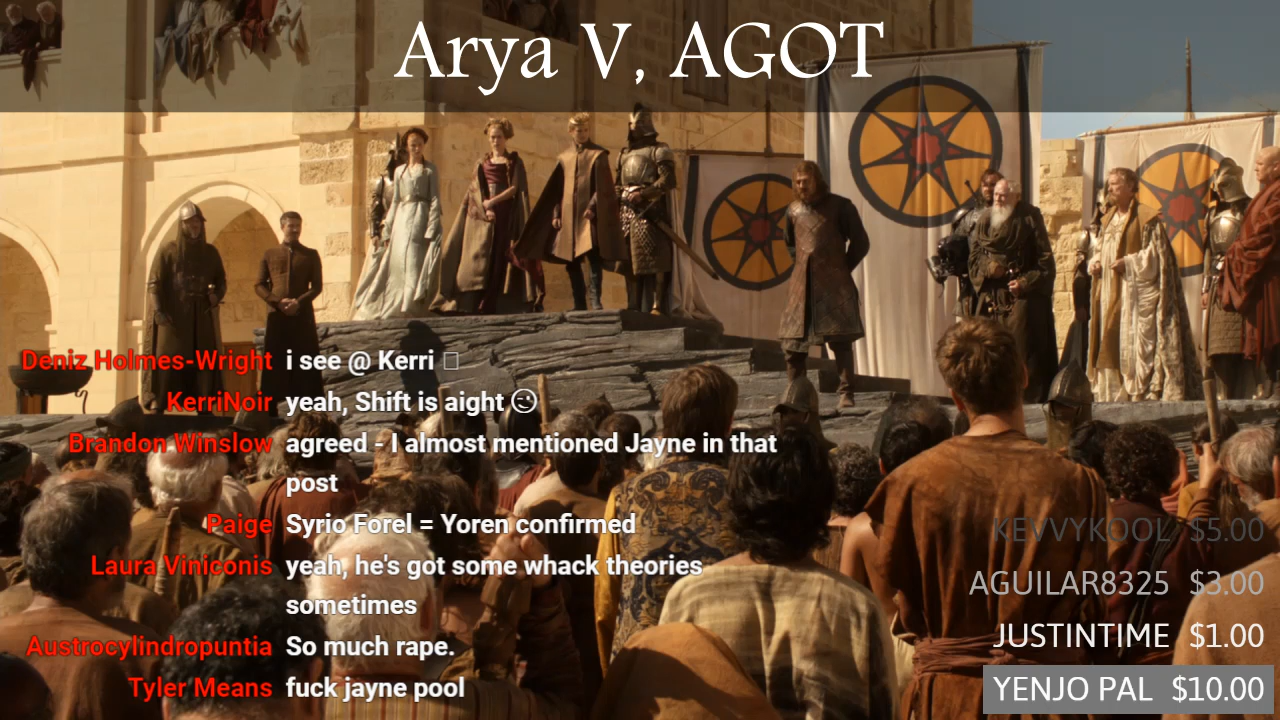 Arya V, AGOT
Deniz Holmes-Wright i see @ Kerri
KerriNoir yeah, Shift is aight 😉
Brandon Winslow agreed - I almost mentioned Jayne in that
post
Paige Syrio Forel = Yoren confirmed
Laura Viniconis yeah, he's got some whack theories
sometimes
Austrocylindropuntia So much rape.
Tyler Means fuck jayne pool
KEVVYKOOL $5.00
AGUILAR8325 $3.00
JUSTINTIME $1.00
YENJO PAL $10.00